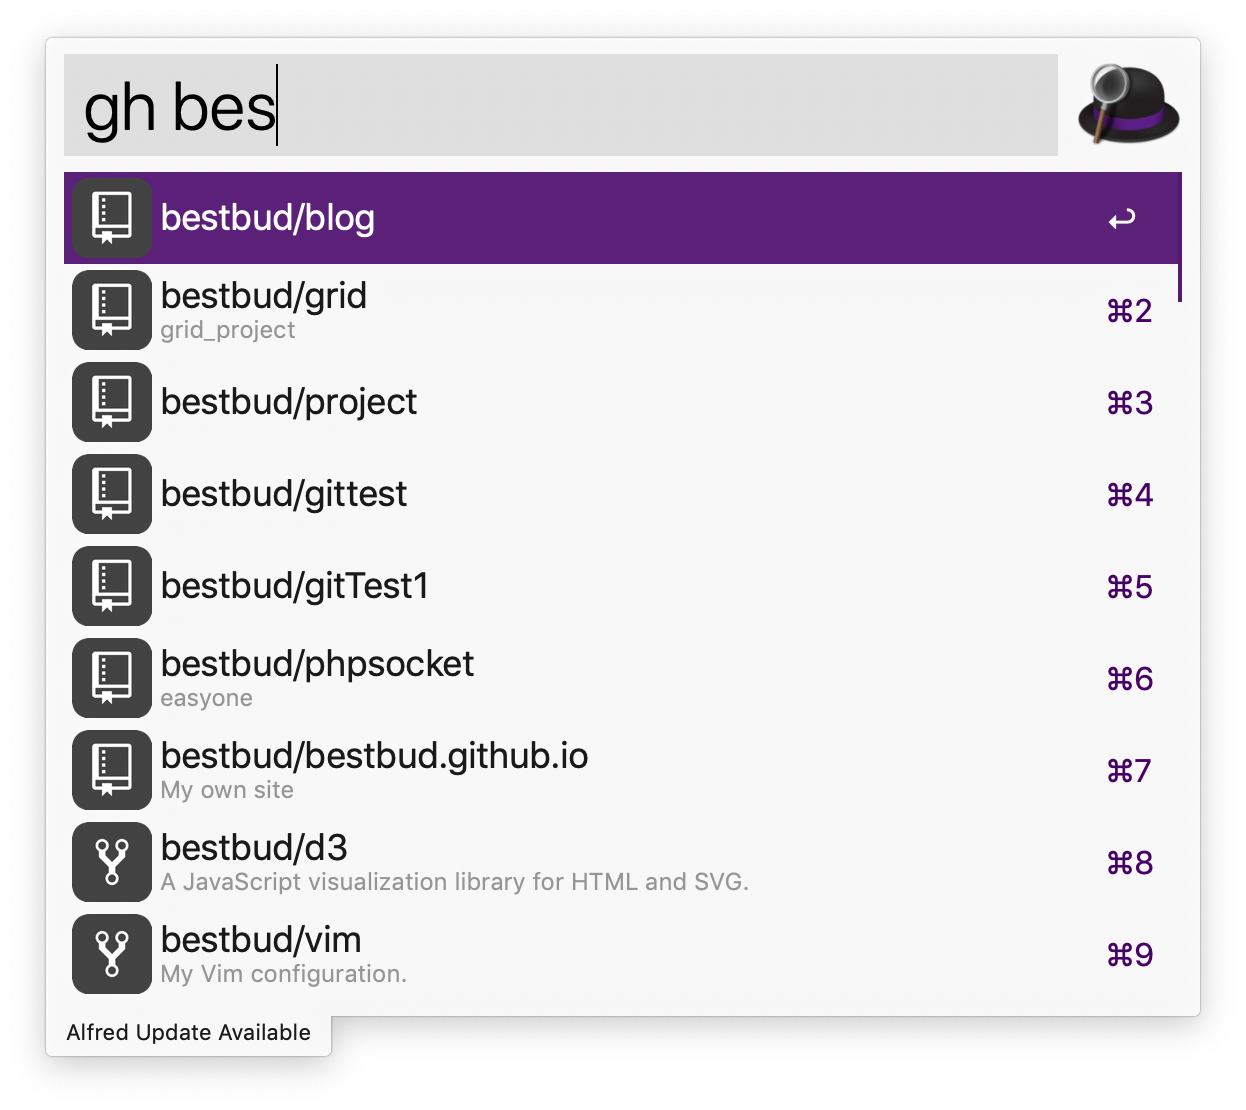 gh bes
bestbud/blog
bestbud/grid
grid_project
⌘2
bestbud/project
⌘3
bestbud/gittest
⌘4
bestbud/gitTest1
⌘5
bestbud/phpsocket
easyone
⌘6
bestbud/bestbud.github.io
My own site
⌘7
bestbud/d3
A JavaScript visualization library for HTML and SVG.
⌘8
bestbud/vim
My Vim configuration.
⌘9
Alfred Update Available